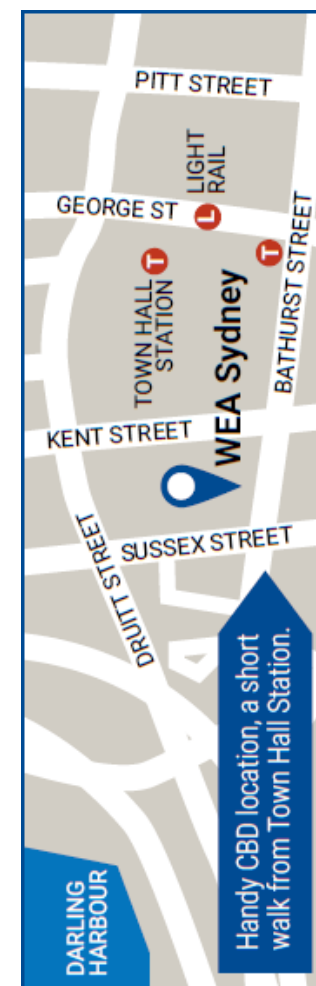 PITT STREET
LIGHT
RAIL
L
GEORGE ST
T
TOWN HALL
STATION
T
BATHURST STREET
WEA Sydney
KENT STREET
SUSSEX STREET
DRUITT STREET
Handy CBD location, a short
walk from Town Hall Station.
DARLING
HARBOUR